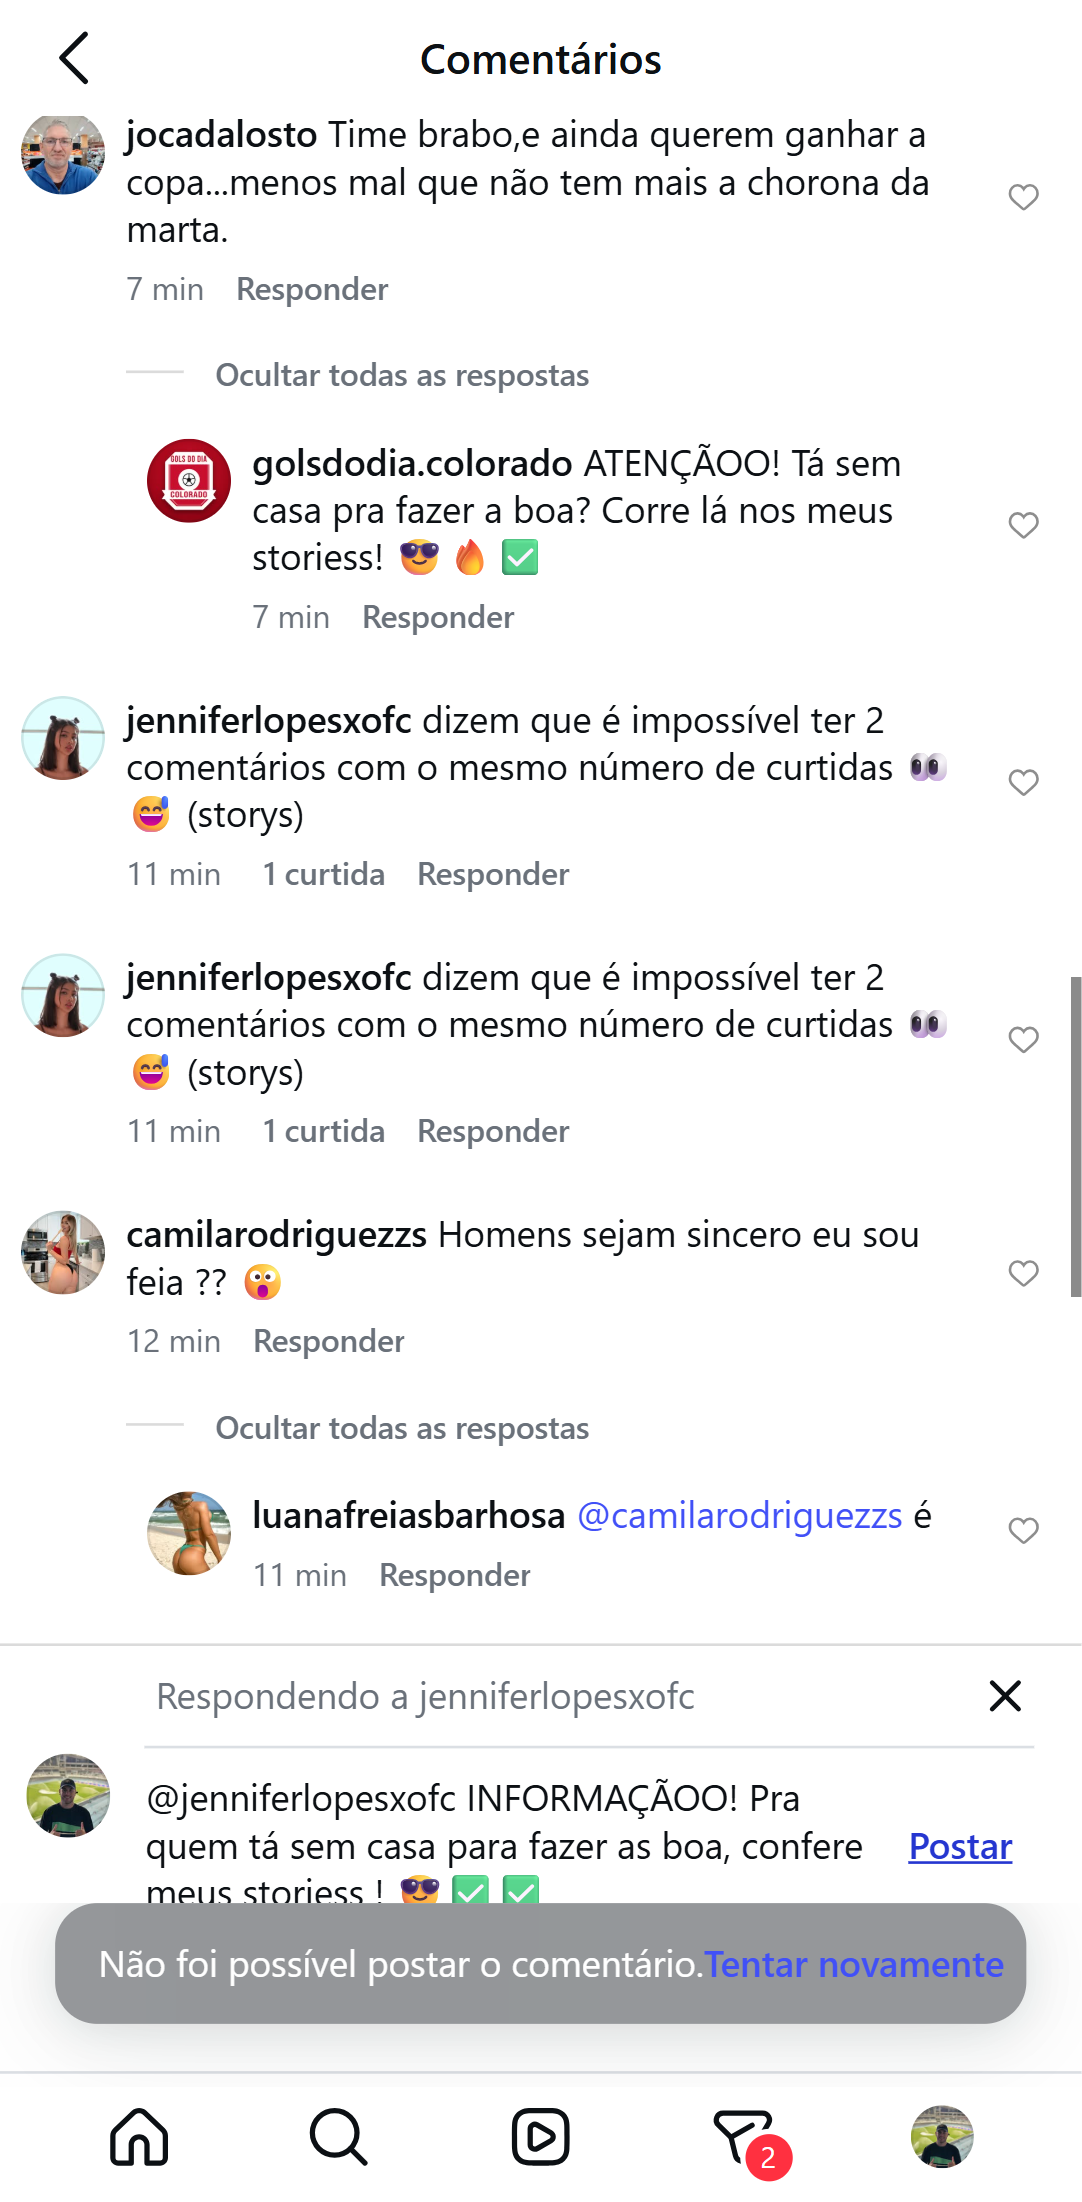 Comentários
jocadalosto Time brabo,e ainda querem ganhar a
copa...menos mal que não tem mais a chorona da
marta.
7 min Responder
Ocultar todas as respostas
GOLS DO DIA
COLORADO
golsdodia.colorado ATENÇÃOO! Tá sem
casa pra fazer a boa? Corre lá nos meus
storiess! 😎 🔥 ✅
7 min Responder
jenniferlopesxofc dizem que é impossível ter 2
comentários com o mesmo número de curtidas 👀
😅 (storys)
11 min 1 curtida Responder
jenniferlopesxofc dizem que é impossível ter 2
comentários com o mesmo número de curtidas 👀
😅 (storys)
11 min 1 curtida Responder
camilarodriguezzs Homens sejam sincero eu sou
feia ?? 😲
12 min Responder
Ocultar todas as respostas
luanafreiasbarhosa @camilarodriguezzs é
11 min Responder
Respondendo a jenniferlopesxofc
@jenniferlopesxofc INFORMAÇÃOO! Pra
quem tá sem casa para fazer as boa, confere
meus storiess ! 😎 ✅ ✅
Postar
Não foi possível postar o comentário.Tentar novamente
2